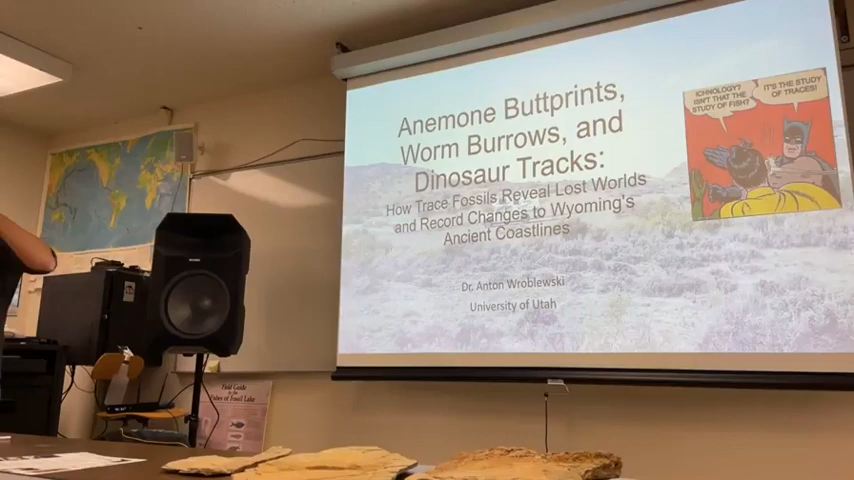 Anemone Buttprints,
Worm Burrows, and
Dinosaur Tracks:
How Trace Fossils Reveal Lost Worlds
and Record Changes to Wyoming's
Ancient Coastlines
Dr. Anton Wroblewski
University of Utah
ICHNOLOGY?
ISN'T THAT THE
STUDY OF FISH?
IT'S THE STUDY
OF TRACES!
Field Guide
to the
Fishes of Fossil Lake